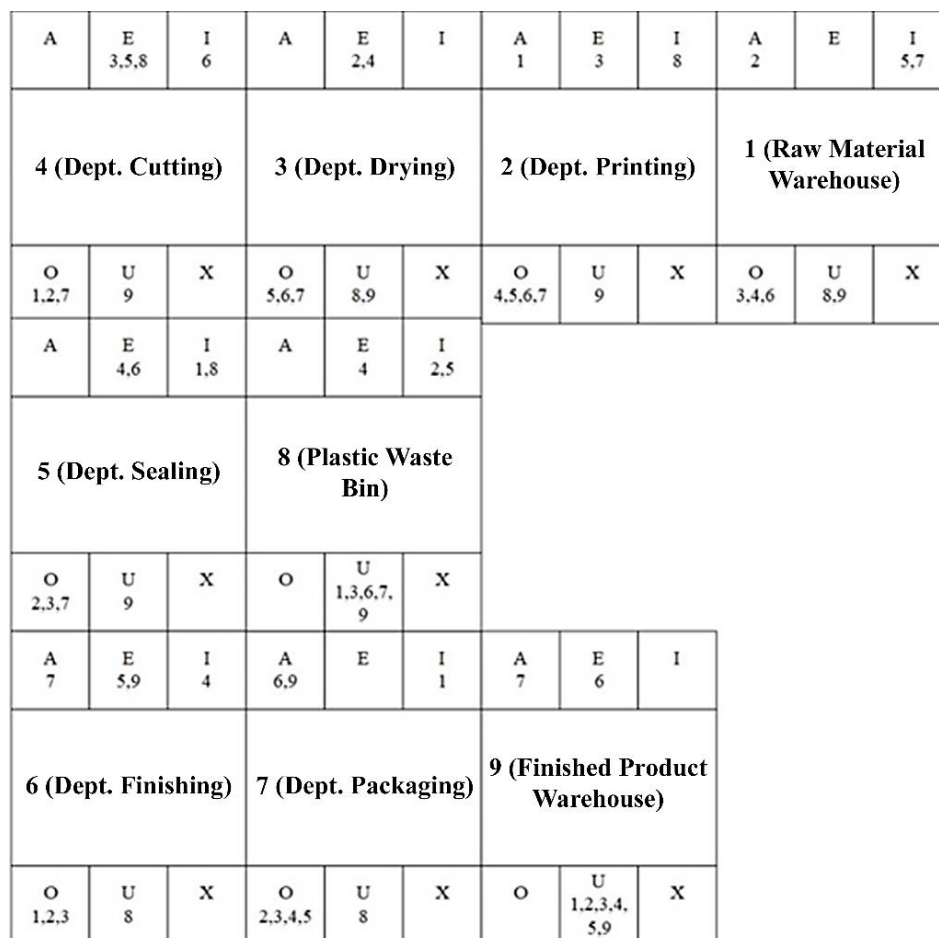 A E I A E I A E I A E I
3,5,8 6 2,4 1 3 8 2 5,7
4 (Dept. Cutting) 3 (Dept. Drying) 2 (Dept. Printing) 1 (Raw Material
Warehouse)
O U X O U X O U X O U X
1,2,7 9 5,6,7 8,9 4,5,6,7 9 3,4,6 8,9
A E I A E I
4,6 1,8 4 2,5
5 (Dept. Sealing) 8 (Plastic Waste
Bin)
O U X O U X
2,3,7 9 1,3,6,7,
9
A E I A E I A E I
7 5,9 4 6,9 1 7 6
6 (Dept. Finishing) 7 (Dept. Packaging) 9 (Finished Product
Warehouse)
O U X O U X O U X
1,2,3 8 2,3,4,5 8 1,2,3,4,
5,9